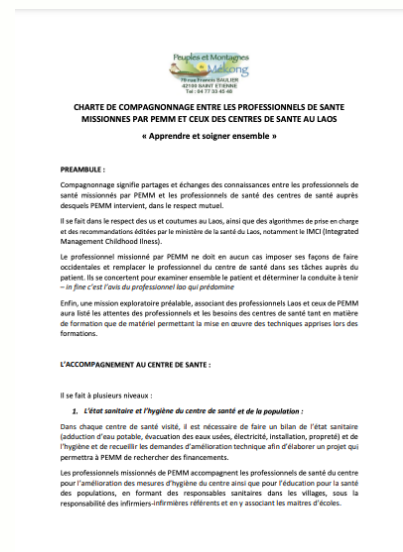 Peuples et Montagnes
Mékong
42100 SAINT ETIENNE
Tel : 04 77 33 45 46
CHARTE DE COMPAGNONNAGE ENTRE LES PROFESSIONNELS DE SANTE
MISSIONNES PAR PEMM ET CEUX DES CENTRES DE SANTE AU LAOS
« Apprendre et soigner ensemble »
PREAMBULE :
Compagnonnage signifie partages et échanges des connaissances entre les professionnels de
santé missionnés par PEMM et les professionnels de santé des centres de santé auprès
desquels PEMM intervient, dans le respect mutuel.
Il se fait dans le respect des us et coutumes au Laos, ainsi que des algorithmes de prise en charge
et des recommandations éditées par le ministère de la santé du Laos, notamment le IMCI (Integrated
Management Childhood Ilness).
Le professionnel missionné par PEMM ne doit en aucun cas imposer ses façons de faire
occidentales et remplacer le professionnel du centre de santé dans ses tâches auprès du
patient. Ils se concertent pour examiner ensemble le patient et déterminer la conduite à tenir
– in fine c'est l'avis du professionnel lao qui prédomine
Enfin, une mission exploratoire préalable, associant des professionnels Laos et ceux de PEMM
aura listé les attentes des professionnels et les besoins des centres de santé tant en matière
de formation que de matériel permettant la mise en œuvre des techniques apprises lors des
formations.
L'ACCOMPAGNEMENT AU CENTRE DE SANTE :
Il se fait à plusieurs niveaux :
1. L'état sanitaire et l'hygiène du centre de santé et de la population :
Dans chaque centre de santé visité, il est nécessaire de faire un bilan de l'état sanitaire
(adduction d'eau potable, évacuation des eaux usées, électricité, installation, propreté) et de
l'hygiène et de recueillir les demandes d'amélioration technique afin d'élaborer un projet qui
permettra à PEMM de rechercher des financements.
Les professionnels missionnés de PEMM accompagnent les professionnels de santé du centre
pour l'amélioration des mesures d'hygiène du centre ainsi que pour l'éducation pour la santé
des populations, en formant des responsables sanitaires dans les villages, sous la
responsabilité des infirmiers-infirmières référents et en y associant les maitres d'écoles.